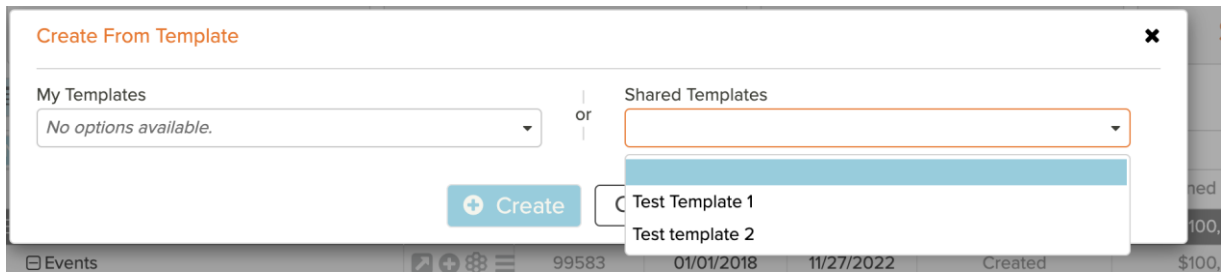 Create From Template
My Templates
Shared Templates
No options available.
or
Create
Test Template 1
Test template 2
Events
99583
01/01/2018
11/27/2022
Created
$100,